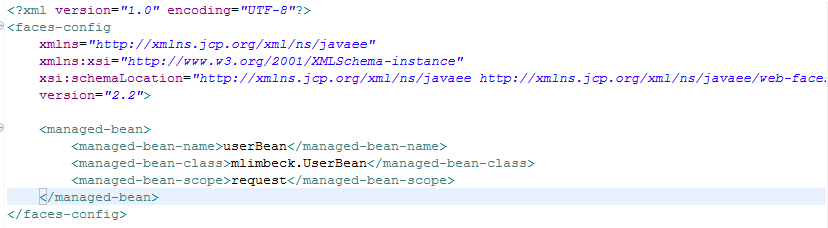 <?xml version="1.0" encoding="UTF-8"?>
<faces-config
xmlns="http://xmlns.jcp.org/xml/ns/javaee"
xmlns:xsi="http://www.w3.org/2001/XMLSchema-instance"
xsi:schemaLocation="http://xmlns.jcp.org/xml/ns/javaee http://xmlns.jcp.org/xml/ns/javaee/web-face
version="2.2">
<managed-bean>
<managed-bean-name>userBean</managed-bean-name>
<managed-bean-class>mlimbeck.UserBean</managed-bean-class>
<managed-bean-scope>request</managed-bean-scope>
</managed-bean>
</faces-config>